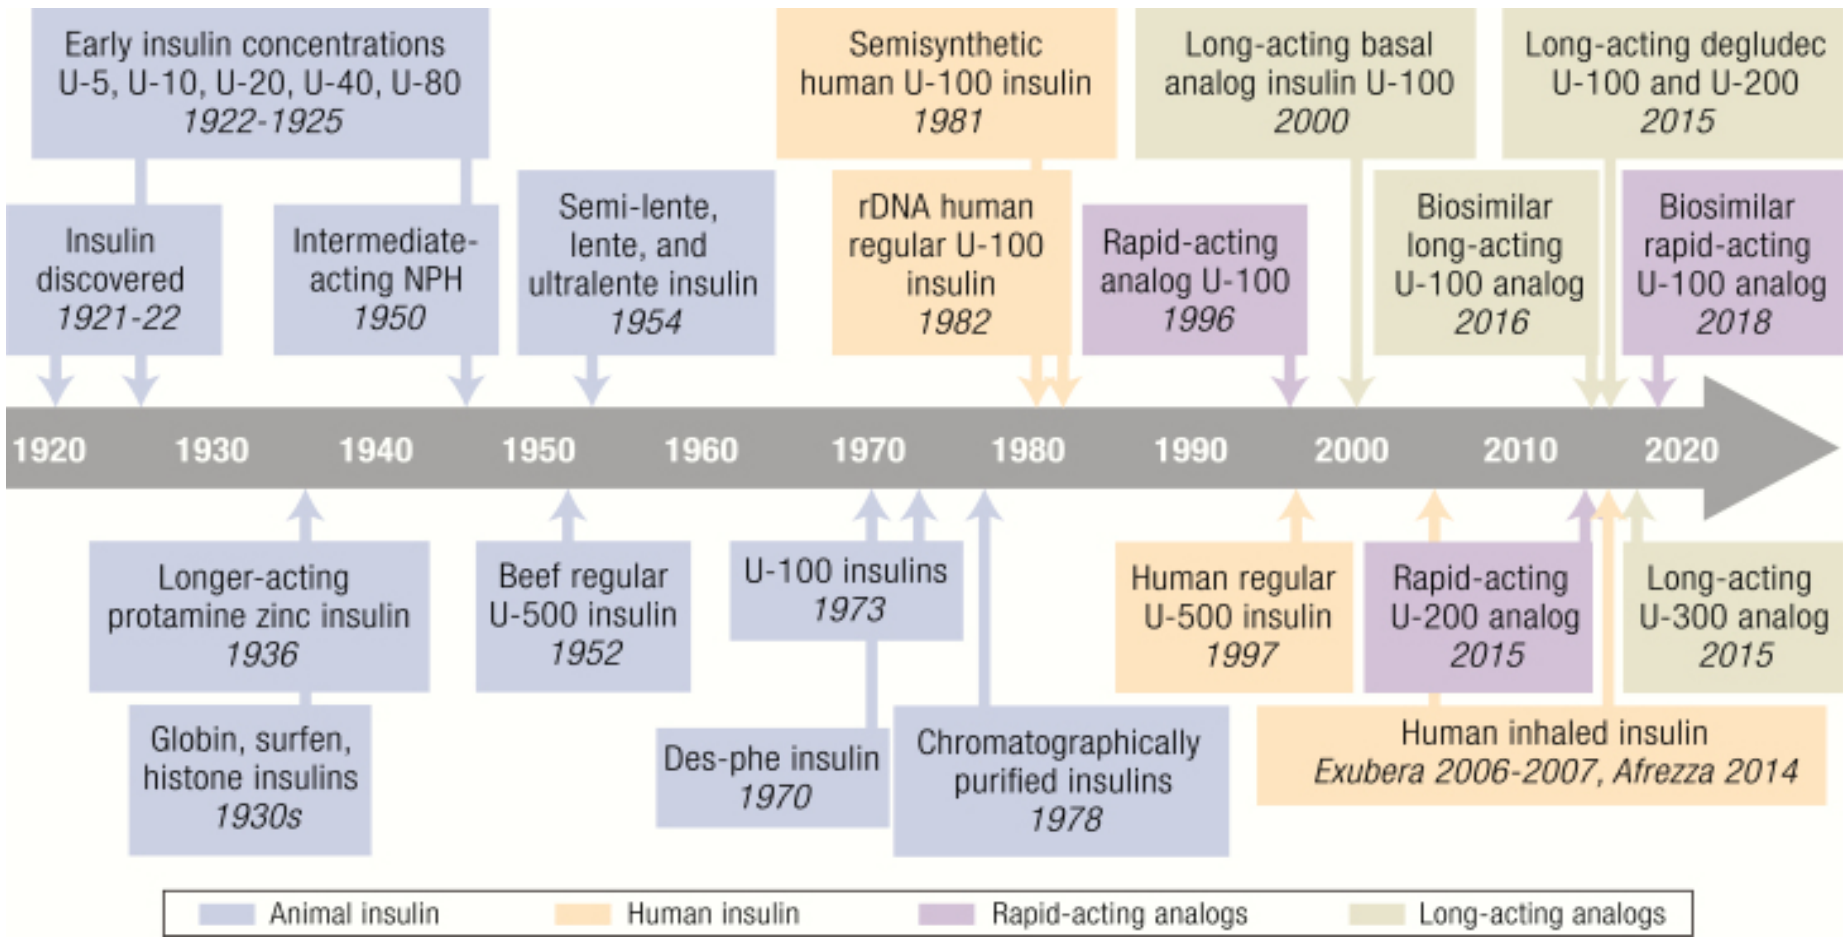 Early insulin concentrations
U-5, U-10, U-20, U-40, U-80
1922-1925
Semisynthetic
human U-100 insulin
1981
Long-acting basal
analog insulin U-100
2000
Long-acting degludec
U-100 and U-200
2015
Insulin
discovered
1921-22
Intermediate-
acting NPH
1950
Semi-lente,
lente, and
ultralente insulin
1954
rDNA human
regular U-100
insulin
1982
Rapid-acting
analog U-100
1996
Biosimilar
long-acting
U-100 analog
2016
Biosimilar
rapid-acting
U-100 analog
2018
1920 1930 1940 1950 1960 1970 1980 1990 2000 2010 2020
Longer-acting
protamine zinc insulin
1936
Beef regular
U-500 insulin
1952
U-100 insulins
1973
Human regular
U-500 insulin
1997
Rapid-acting
U-200 analog
2015
Long-acting
U-300 analog
2015
Globin, surfen,
histone insulins
1930s
Des-phe insulin
1970
Chromatographically
purified insulins
1978
Human inhaled insulin
Exubera 2006-2007, Afrezza 2014
Animal insulin
Human insulin
Rapid-acting analogs
Long-acting analogs